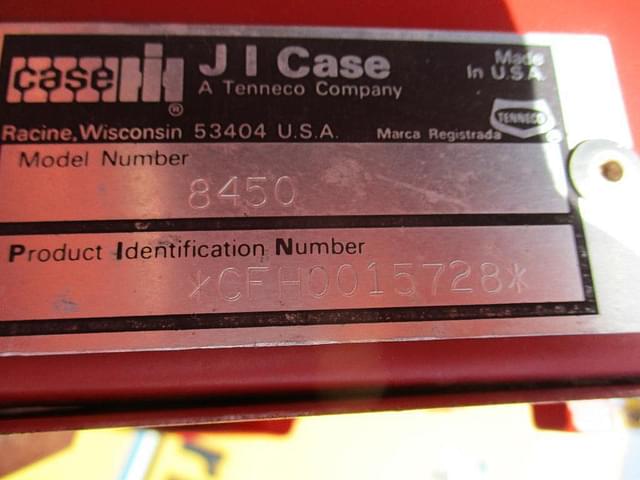 case IH J I Case Made
® A Tenneco Company In U.S.A.
Racine, Wisconsin 53404 U.S.A. Marca Registrada TENNECO ®
Model Number
8450
Product Identification Number
*CFH0015728*